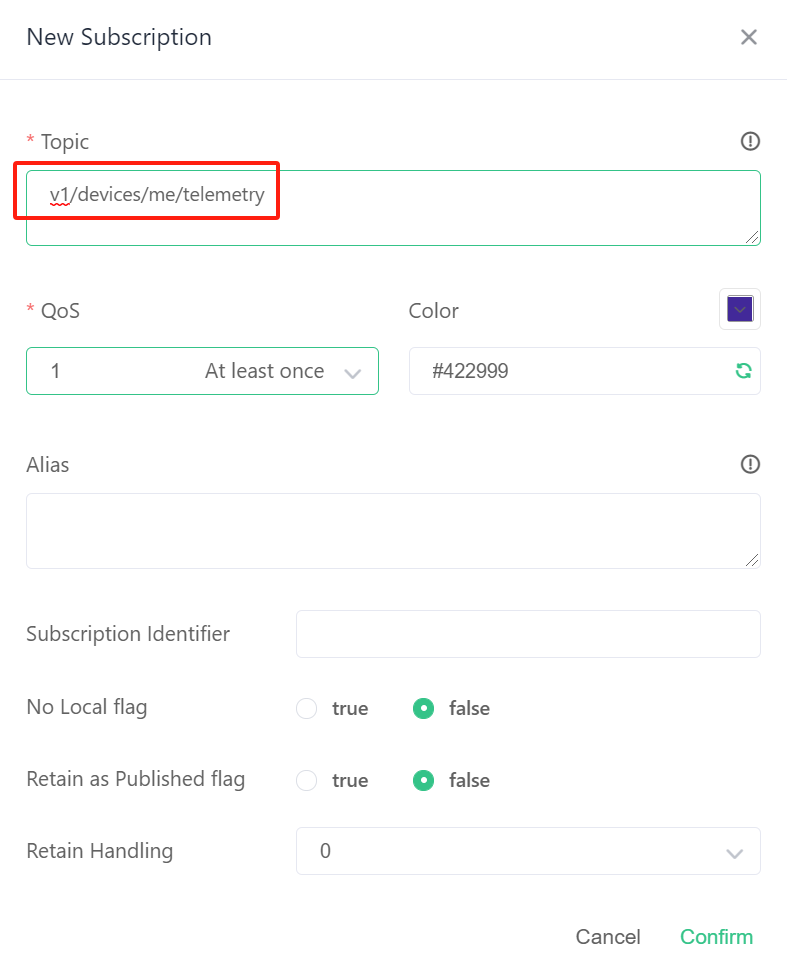 New Subscription
* Topic
v1/devices/me/telemetry
* QoS
Color
1 At least once
#422999
Alias
Subscription Identifier
No Local flag
true
false
Retain as Published flag
true
false
Retain Handling
0
Cancel
Confirm